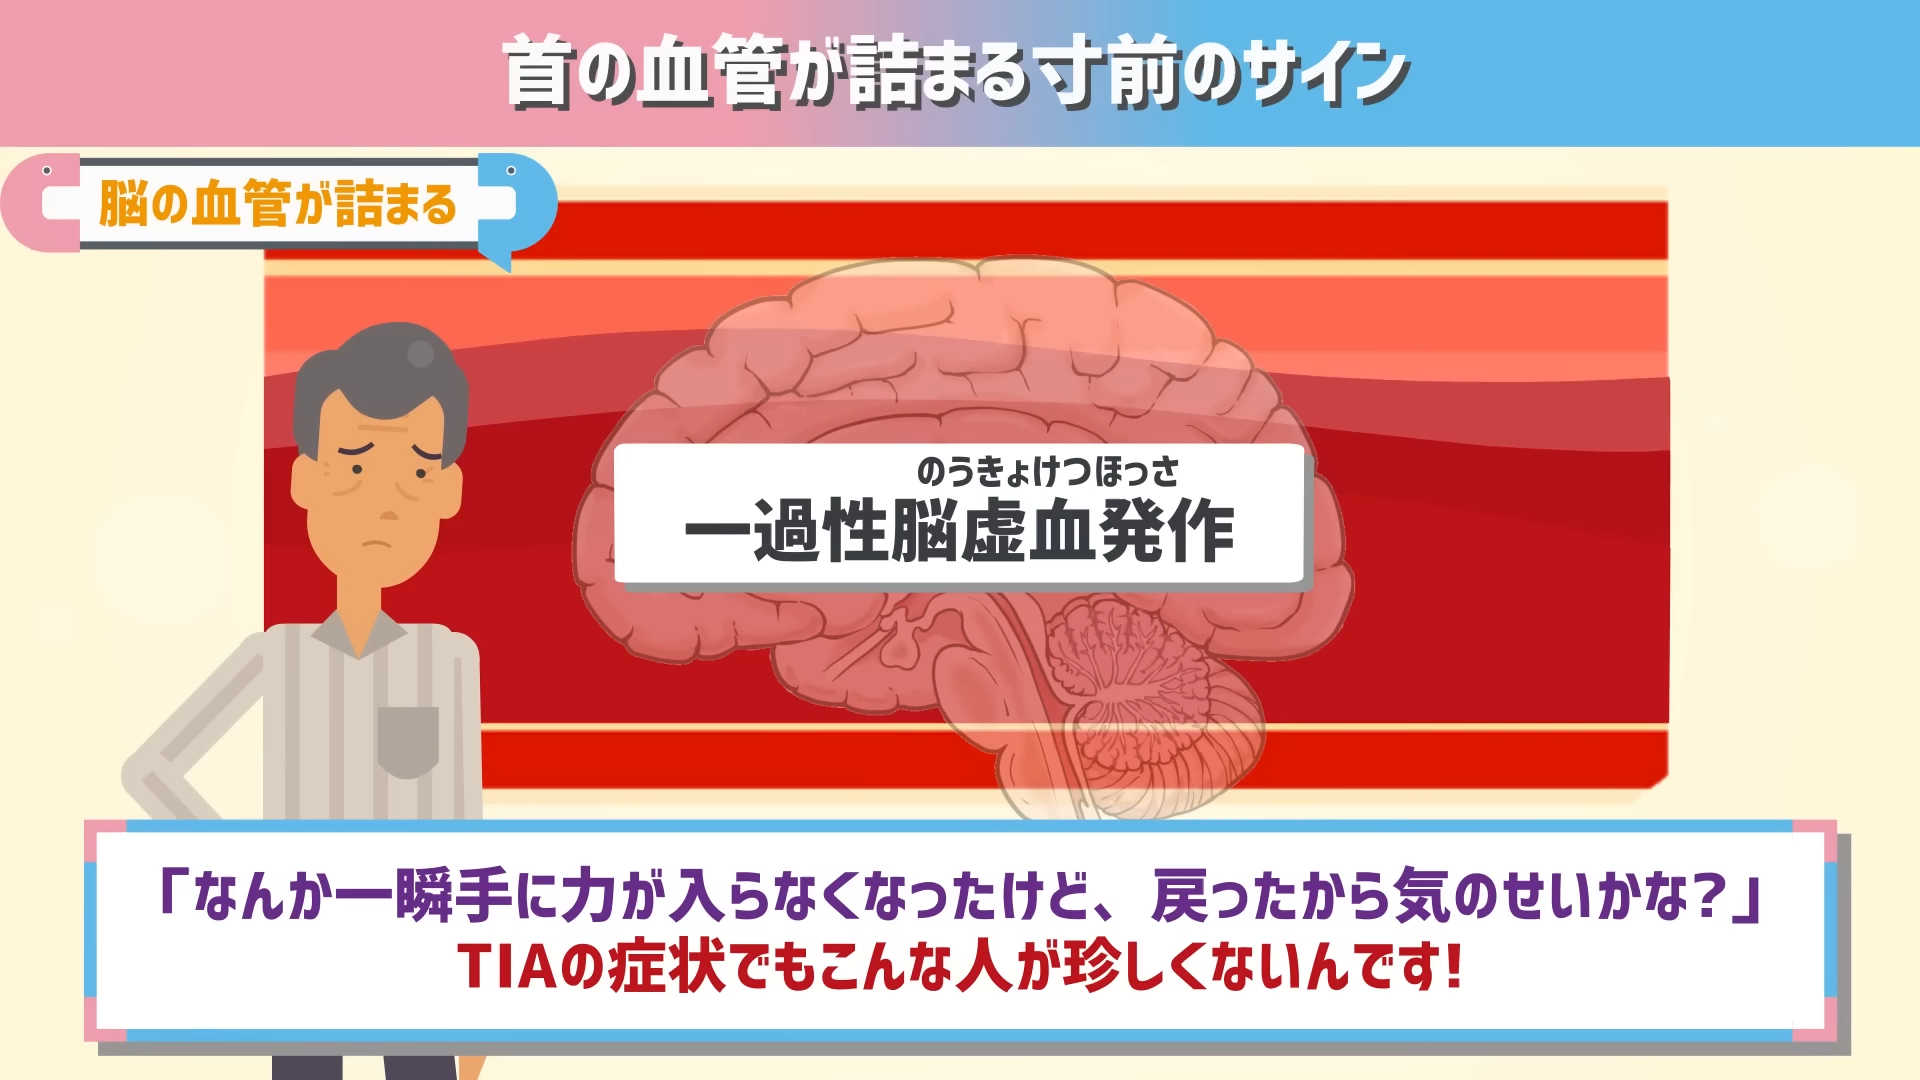 首の血管が詰まる寸前のサイン
脳の血管が詰まる
のうきょけつほっさ
一過性脳虚血発作
「なんか一瞬手に力が入らなくなったけど、戻ったから気のせいかな?」
TIAの症状でもこんな人が珍しくないんです!